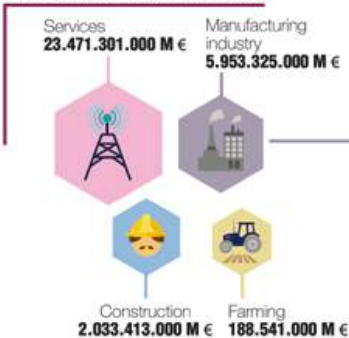 Services
23.471.301.000 M €
Manufacturing
industry
5.953.325.000 M €
Construction
2.033.413.000 M €
Farming
188.541.000 M €